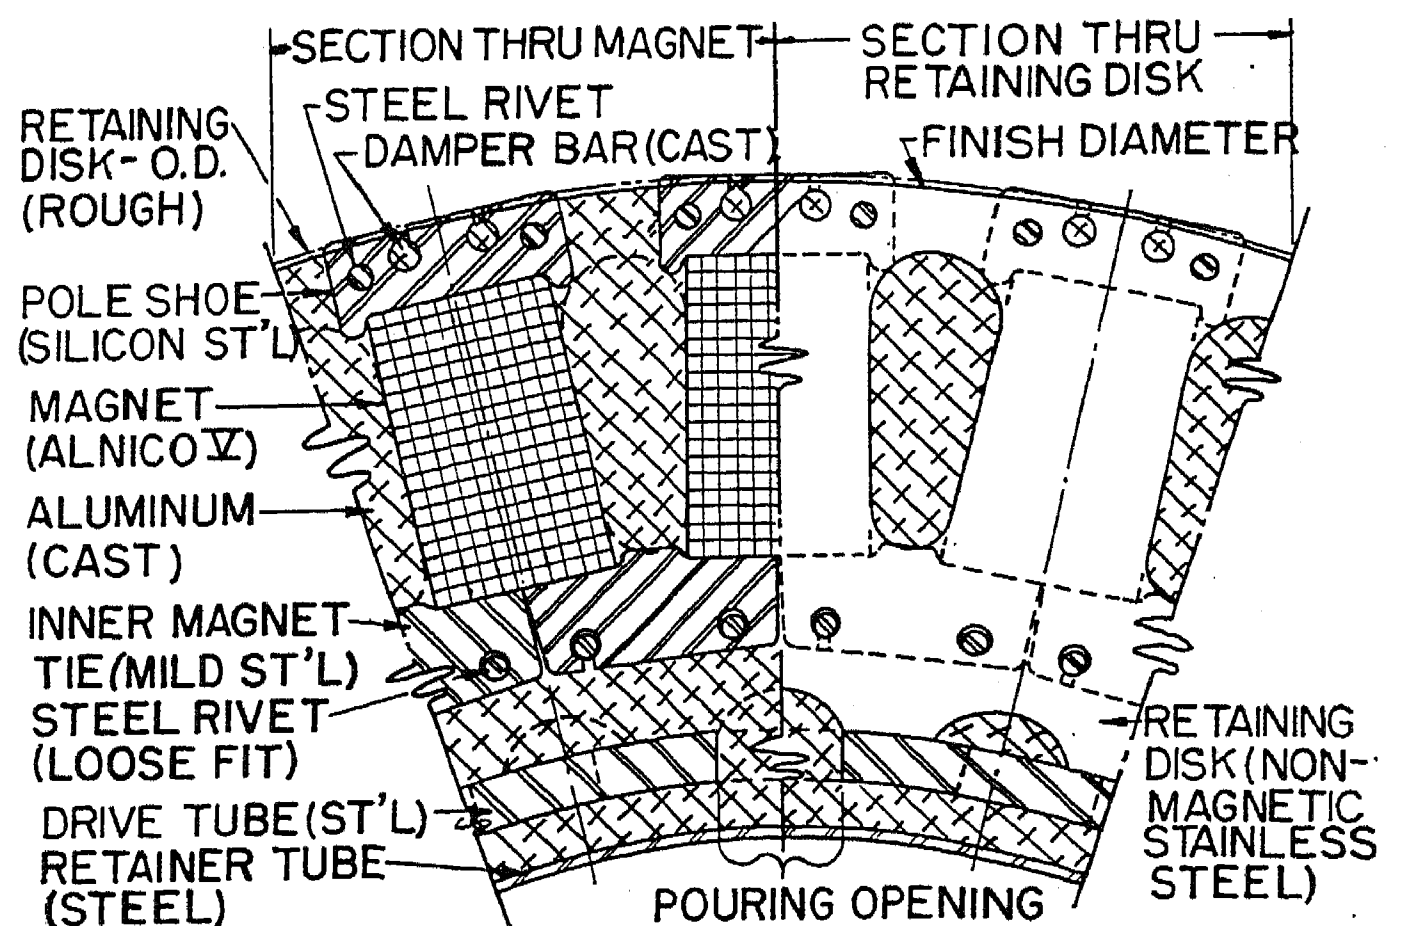 SECTION THRU MAGNET
SECTION THRU
RETAINING DISK
STEEL RIVET
DAMPER BAR(CAST)
FINISH DIAMETER
RETAINING
DISK-O.D.
(ROUGH)
POLE SHOE
(SILICON ST'L)
MAGNET
(ALNICO V)
ALUMINUM
(CAST)
INNER MAGNET
TIE(MILD ST'L)
STEEL RIVET
(LOOSE FIT)
DRIVE TUBE(ST'L)
RETAINER TUBE
(STEEL)
POURING OPENING
RETAINING
DISK(NON-
MAGNETIC
STAINLESS
STEEL)